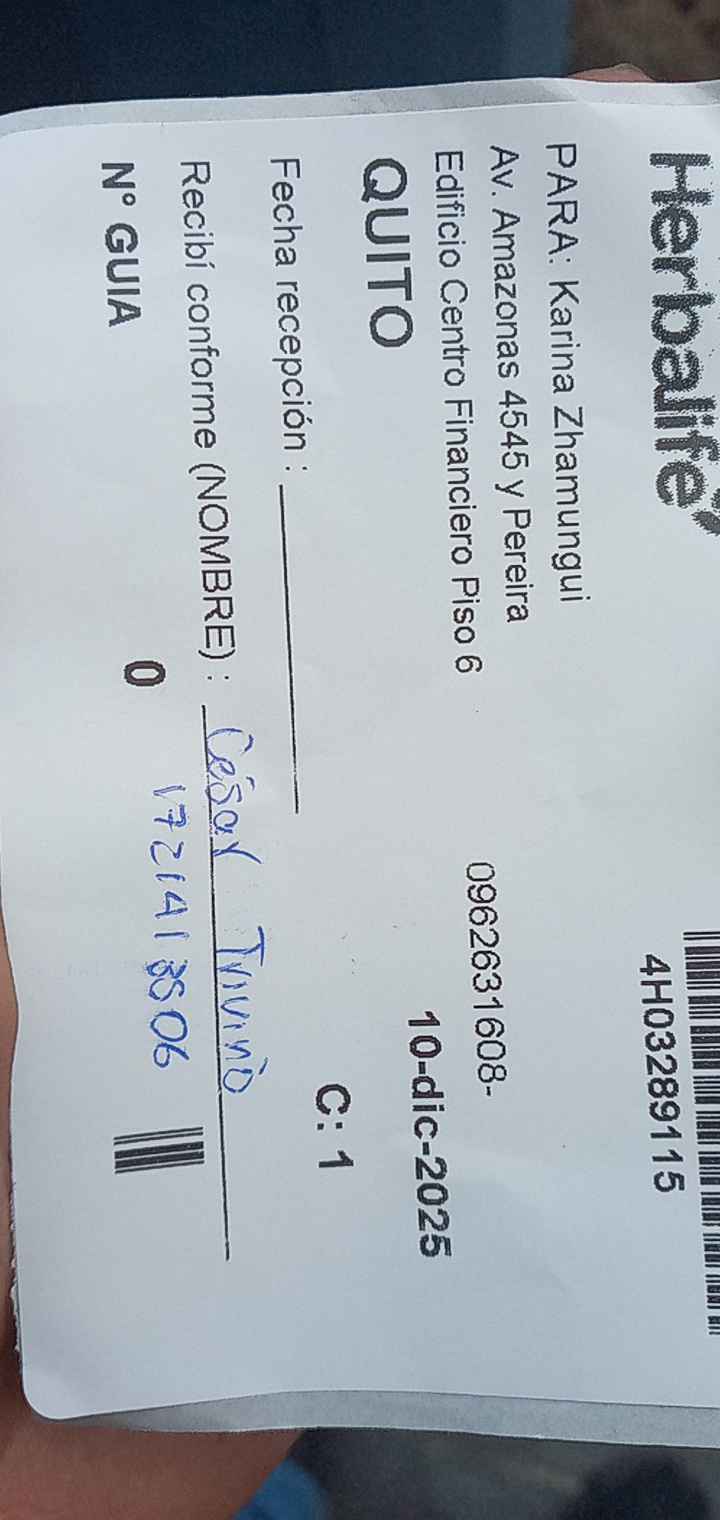 Herbalife
4H03289115
PARA: Karina Zhamungui
Av. Amazonas 4545 y Pereira
Edificio Centro Financiero Piso 6
0962631608-
QUITO
10-dic-2025
Fecha recepción :
C: 1
Recibí conforme (NOMBRE) : César Triviño
N° GUIA
0